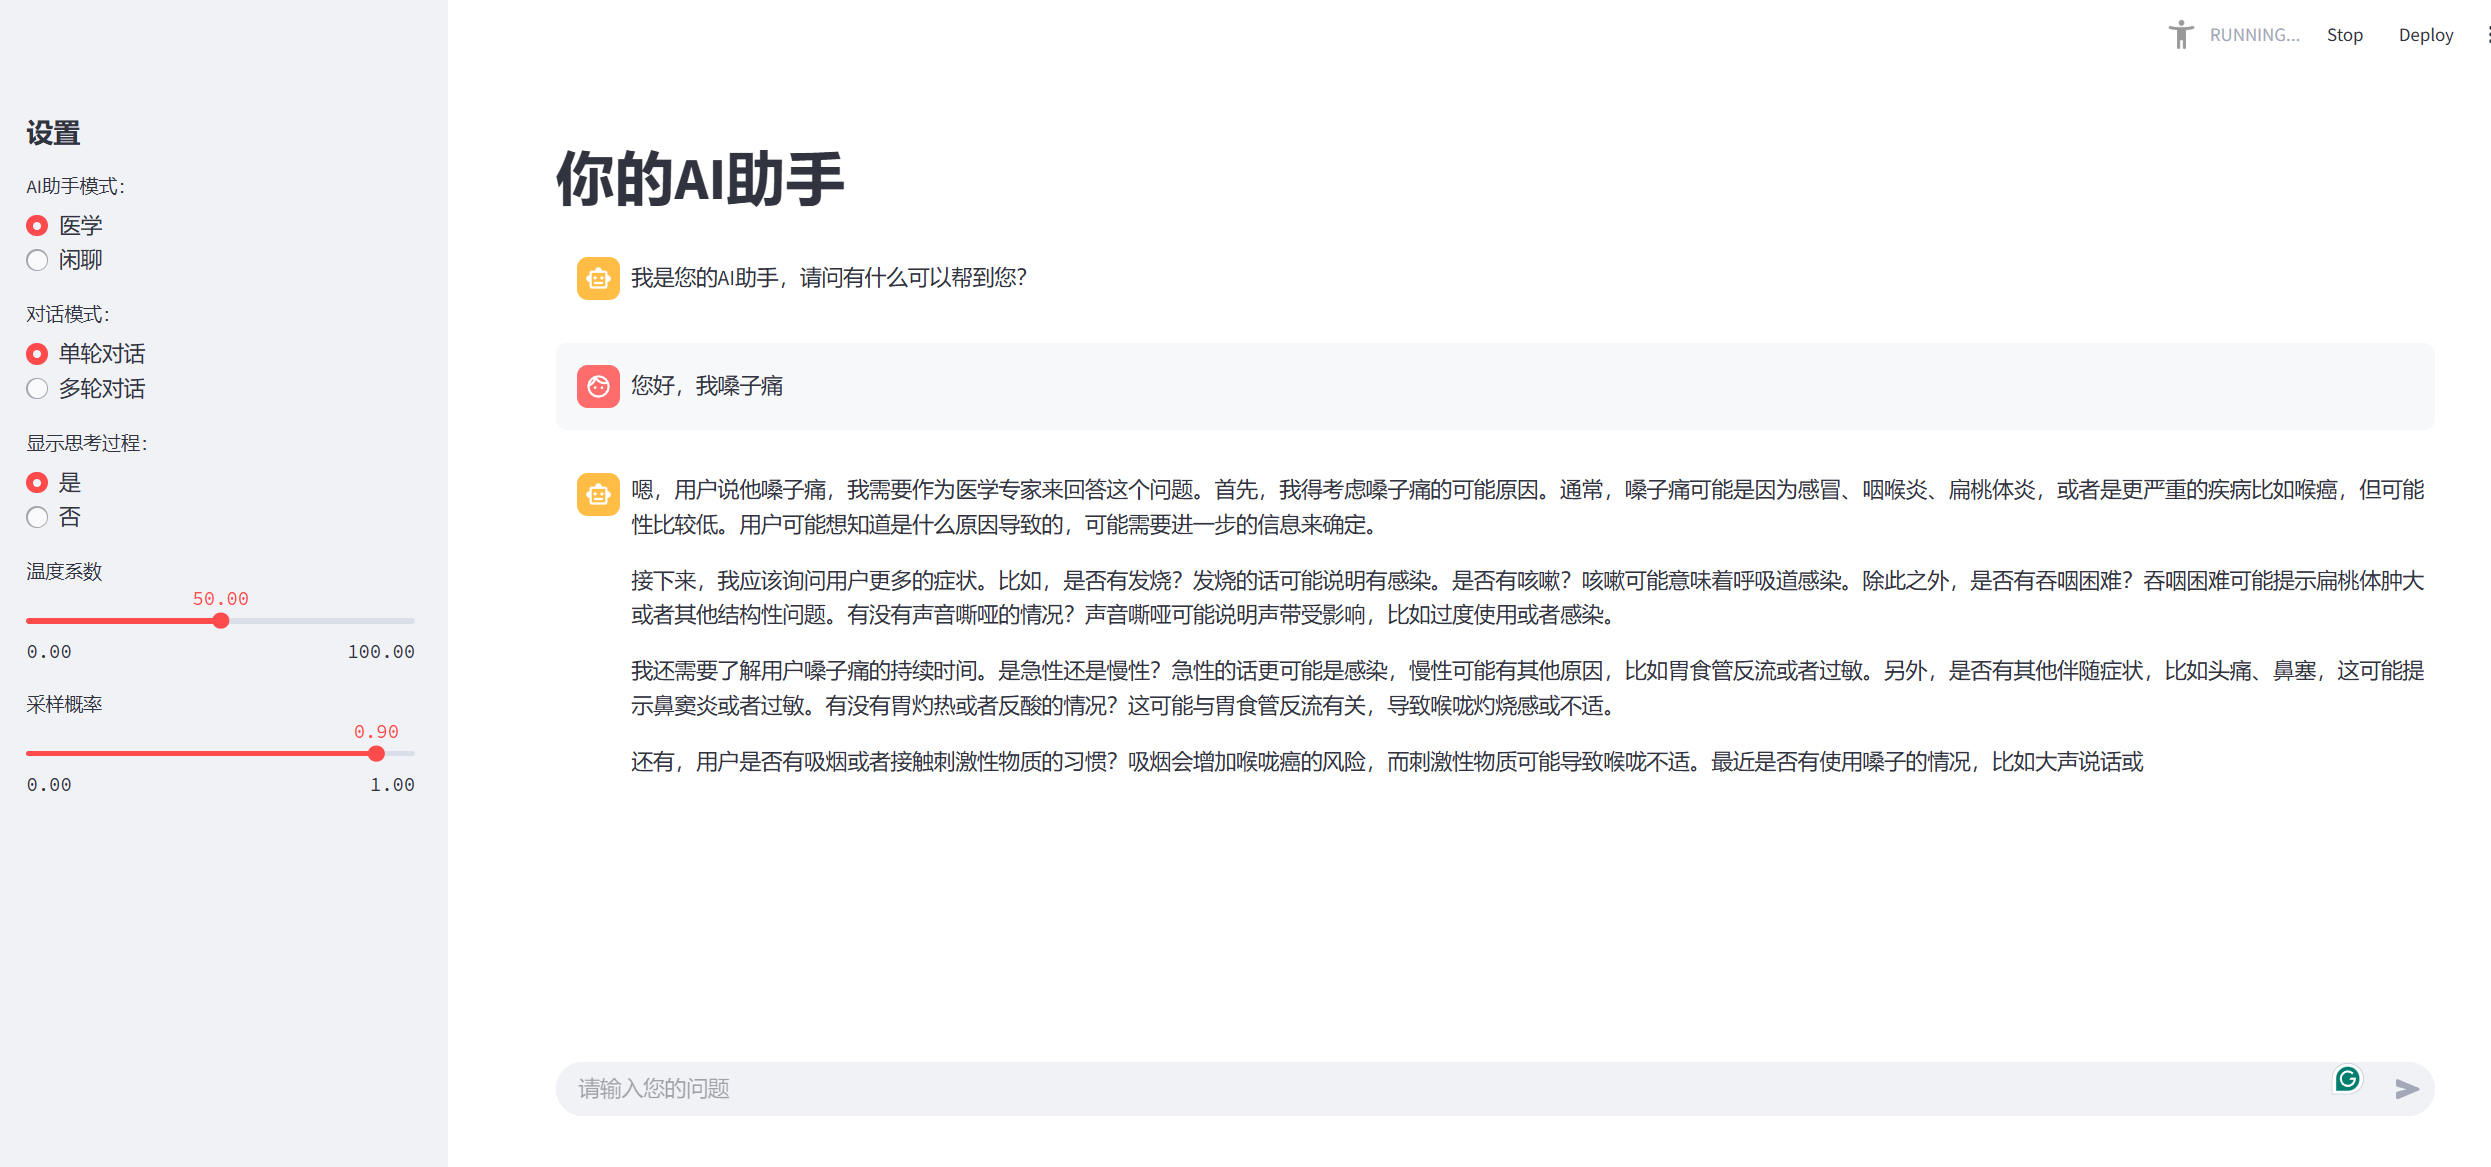 RUNNING... Stop Deploy
设置
AI助手模式：
医学
闲聊
对话模式：
单轮对话
多轮对话
显示思考过程：
是
否
温度系数
50.00
0.00 100.00
采样概率
0.90
0.00 1.00
你的AI助手
我是您的AI助手，请问有什么可以帮到您？
您好，我嗓子痛
嗯，用户说他嗓子痛，我需要作为医学专家来回答这个问题。首先，我得考虑嗓子痛的可能原因。通常，嗓子痛可能是因为感冒、咽喉炎、扁桃体炎，或者是更严重的疾病比如喉癌，但可能
性比较低。用户可能想知道是什么原因导致的，可能需要进一步的信息来确定。
接下来，我应该询问用户更多的症状。比如，是否有发烧？发烧的话可能说明有感染。是否有咳嗽？咳嗽可能意味着呼吸道感染。除此之外，是否有吞咽困难？吞咽困难可能提示扁桃体肿大
或者其他结构性问题。有没有声音嘶哑的情况？声音嘶哑可能说明声带受影响，比如过度使用或者感染。
我还需要了解用户嗓子痛的持续时间。是急性还是慢性？急性的话更可能是感染，慢性可能有其他原因，比如胃食管反流或者过敏。另外，是否有其他伴随症状，比如头痛、鼻塞，这可能提
示鼻窦炎或者过敏。有没有胃灼热或者反酸的情况？这可能与胃食管反流有关，导致喉咙灼烧感或不适。
还有，用户是否有吸烟或者接触刺激性物质的习惯？吸烟会增加喉咙癌的风险，而刺激性物质可能导致喉咙不适。最近是否有使用嗓子的情况，比如大声说话或
请输入您的问题